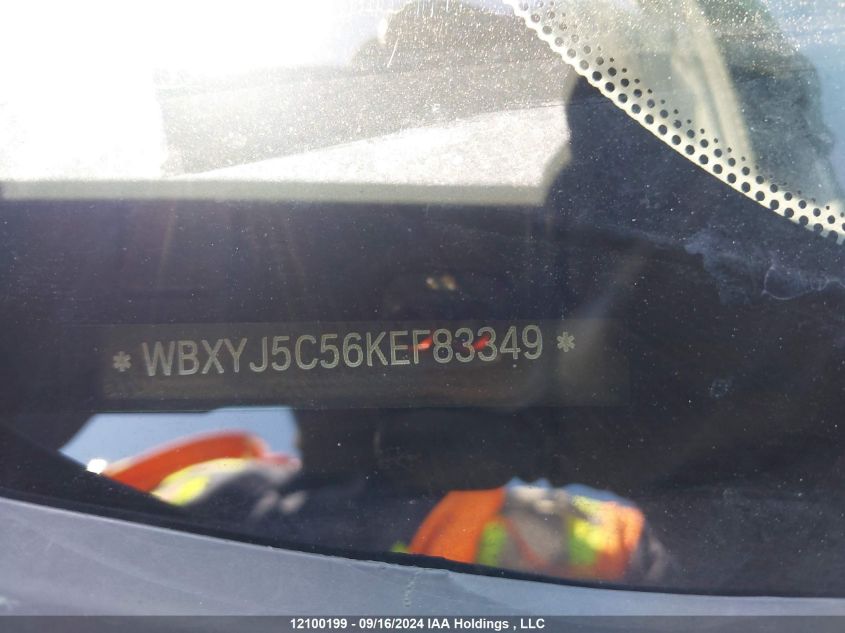 * WBXYJ5C56KEF83349 *
12100199 - 09/16/2024 IAA Holdings , LLC